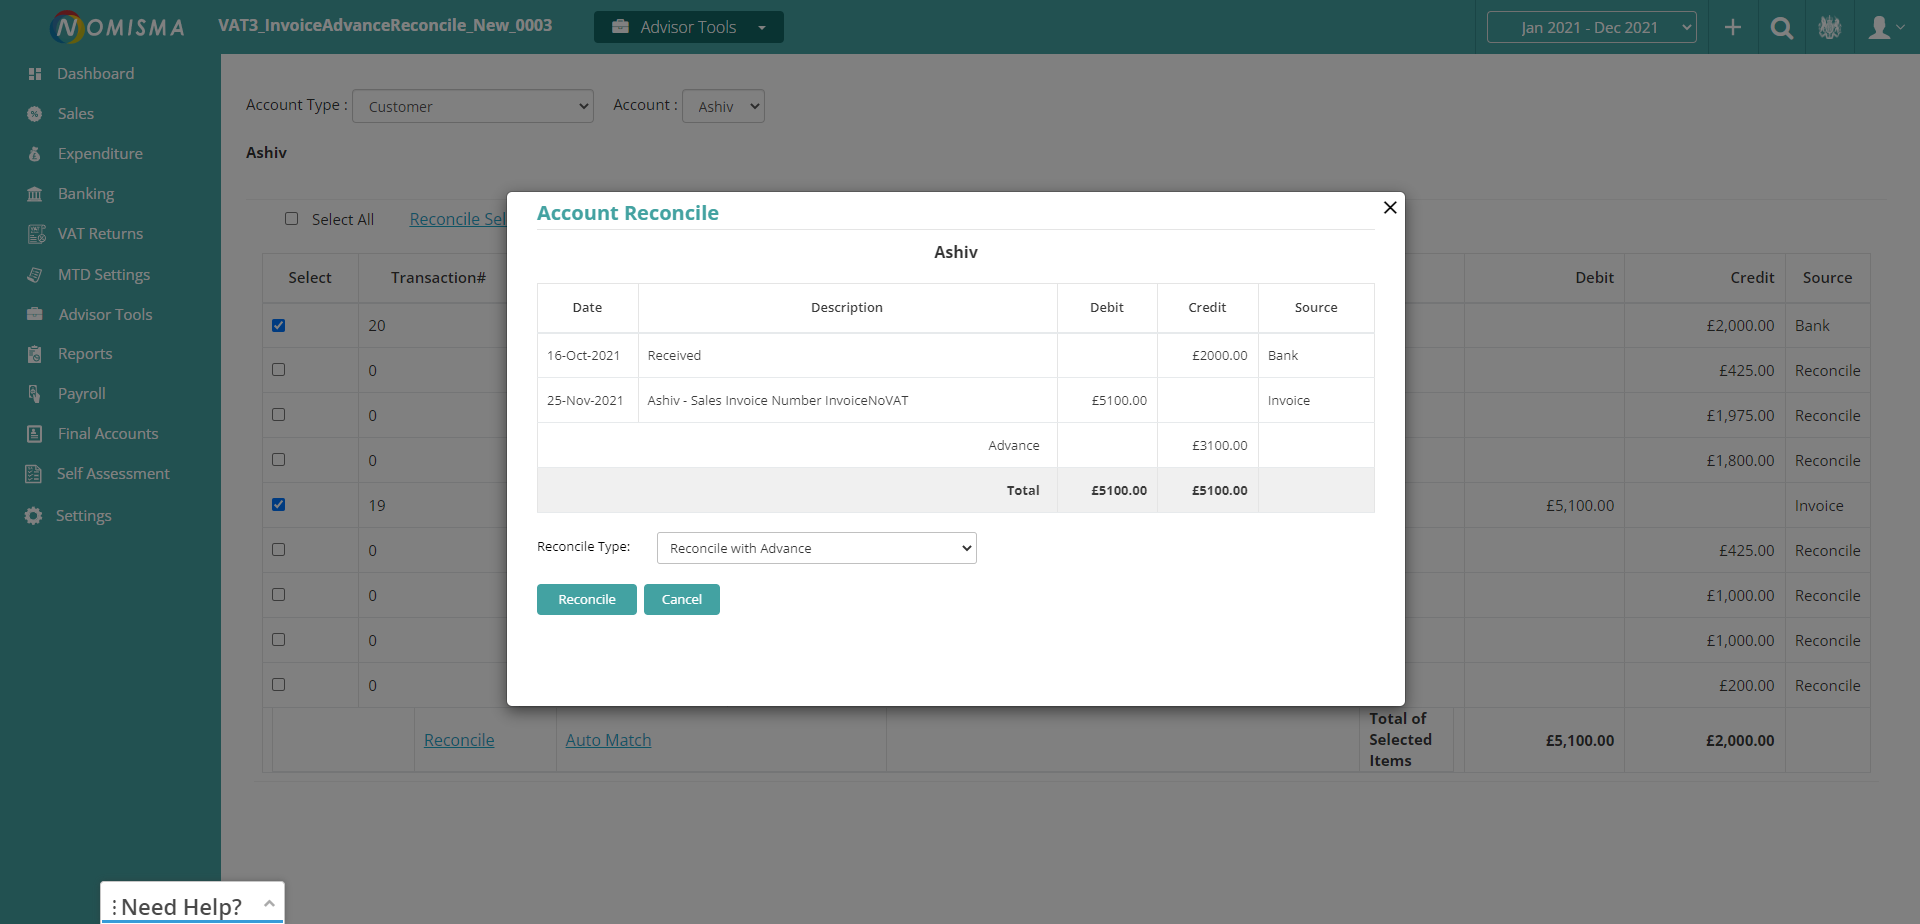 NOMISMA VAT3_InvoiceAdvanceReconcile_New_0003 Advisor Tools Jan 2021 - Dec 2021
Dashboard
Sales
Expenditure
Banking
VAT Returns
MTD Settings
Advisor Tools
Reports
Payroll
Final Accounts
Self Assessment
Settings
Account Type : Customer Account : Ashiv
Ashiv
Select All Reconcile Sel
Select Transaction# Debit Credit Source
20 £2,000.00 Bank
0 £425.00 Reconcile
0 £1,975.00 Reconcile
0 £1,800.00 Reconcile
19 £5,100.00 Invoice
0 £425.00 Reconcile
0 £1,000.00 Reconcile
0 £1,000.00 Reconcile
0 £200.00 Reconcile
Reconcile Auto Match Total of
Selected
Items £5,100.00 £2,000.00
Account Reconcile
Ashiv
Date Description Debit Credit Source
16-Oct-2021 Received £2000.00 Bank
25-Nov-2021 Ashiv - Sales Invoice Number InvoiceNoVAT £5100.00 Invoice
Advance £3100.00
Total £5100.00 £5100.00
Reconcile Type: Reconcile with Advance
Reconcile Cancel
Need Help?